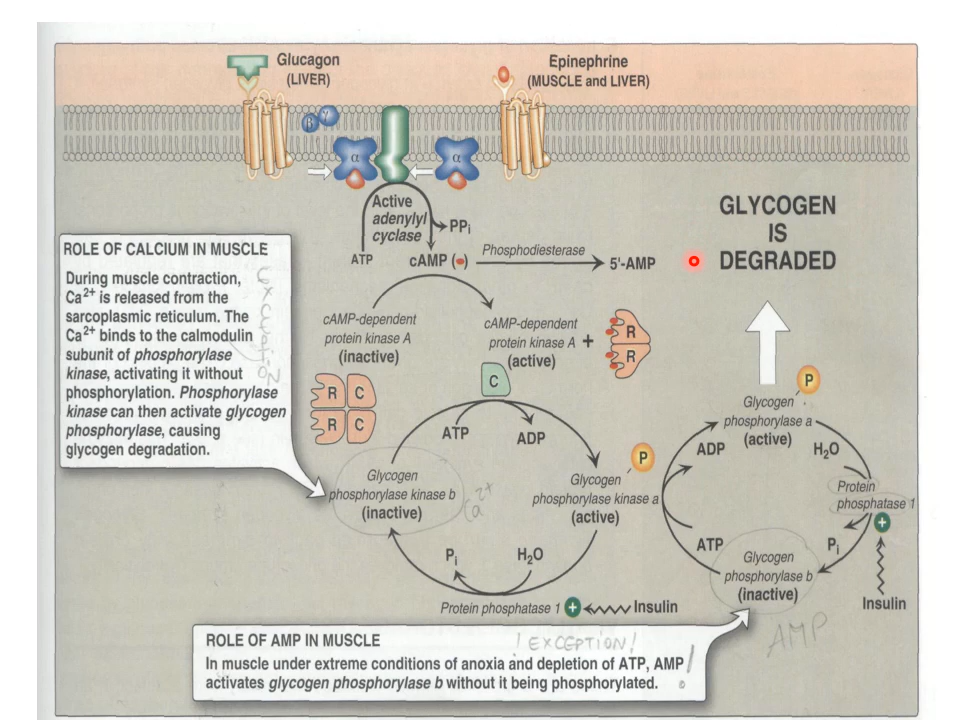 Glucagon
(LIVER)
Epinephrine
(MUSCLE and LIVER)
β γ
α
α
Active
adenylyl
cyclase
PPi
ATP
cAMP ( )
Phosphodiesterase
5'-AMP
GLYCOGEN
IS
DEGRADED
ROLE OF CALCIUM IN MUSCLE
During muscle contraction,
Ca2+ is released from the
sarcoplasmic reticulum. The
Ca2+ binds to the calmodulin
subunit of phosphorylase
kinase, activating it without
phosphorylation. Phosphorylase
kinase can then activate glycogen
phosphorylase, causing
glycogen degradation.
cAMP-dependent
protein kinase A
(inactive)
R C
R C
cAMP-dependent
protein kinase A
(active)
+
R
R
C
ATP
ADP
Glycogen
phosphorylase kinase b
(inactive)
Ca2+
P
Glycogen
phosphorylase kinase a
(active)
Pi
H2O
Protein phosphatase 1 + Insulin
P
Glycogen
phosphorylase a
(active)
ADP
H2O
Protein
phosphatase 1
+
ATP
Pi
Glycogen
phosphorylase b
(inactive)
Insulin
AMP
ROLE OF AMP IN MUSCLE
! EXCEPTION !
In muscle under extreme conditions of anoxia and depletion of ATP, AMP
activates glycogen phosphorylase b without it being phosphorylated.